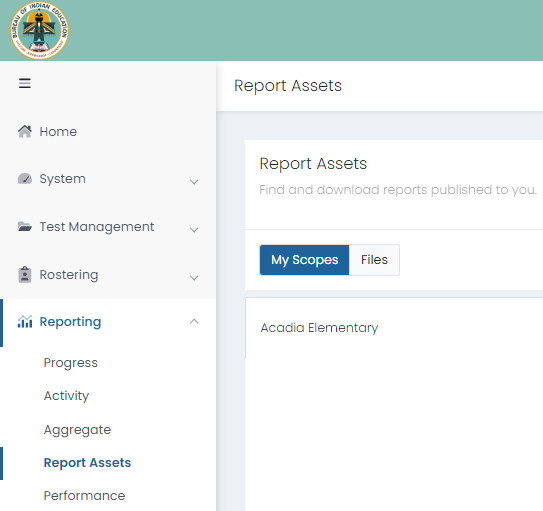 BUREAU OF INDIAN EDUCATION
Report Assets
Home
System
Test Management
Rostering
Reporting
Progress
Activity
Aggregate
Report Assets
Performance
Report Assets
Find and download reports published to you.
My Scopes
Files
Acadia Elementary